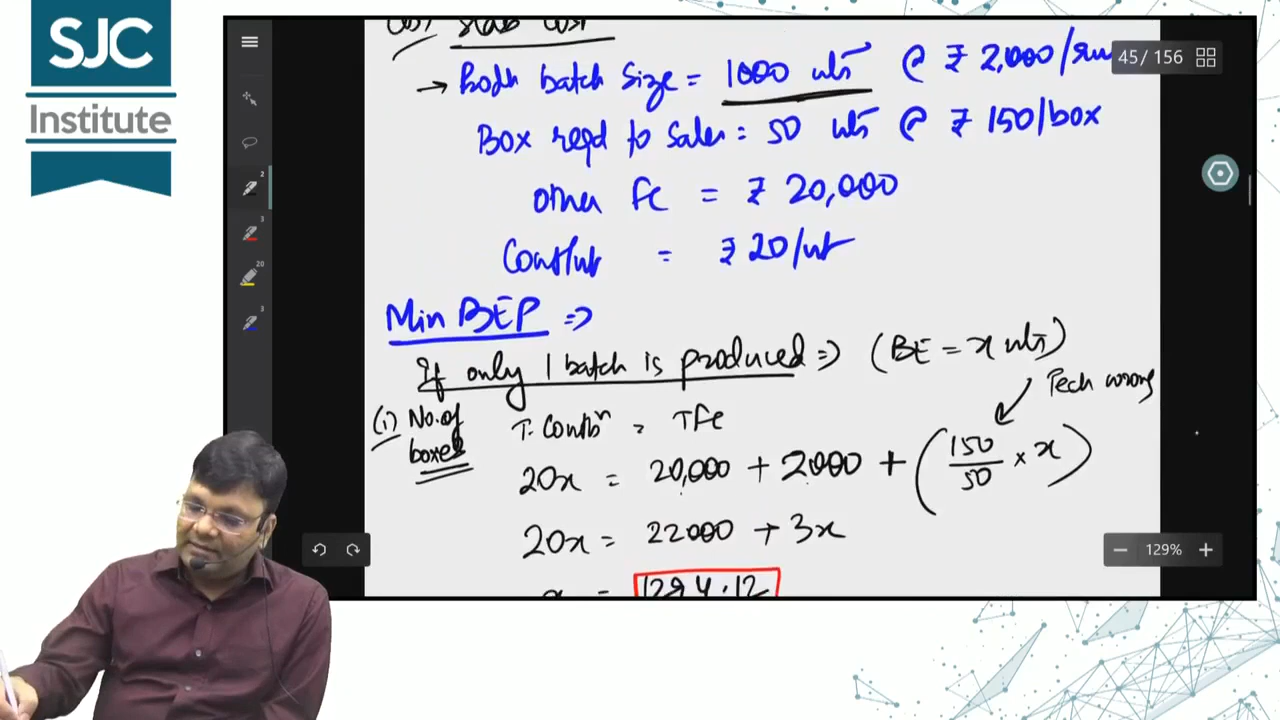 SJC
Institute
45 / 156
→ Prodn batch size = 1000 uts @ ₹ 2,000/run
Box reqd to sales = 50 uts @ ₹ 150/box
other FC = ₹ 20,000
Cont/ut = ₹ 20/ut
Min BEP ⇒
If only 1 batch is produced ⇒ (BE = x uts)
Tech wrong
(i) No. of boxes
T. Contbn = TFC
20x = 20,000 + 2000 + (150/50 × x)
20x = 22000 + 3x
x = 1294.12
129%